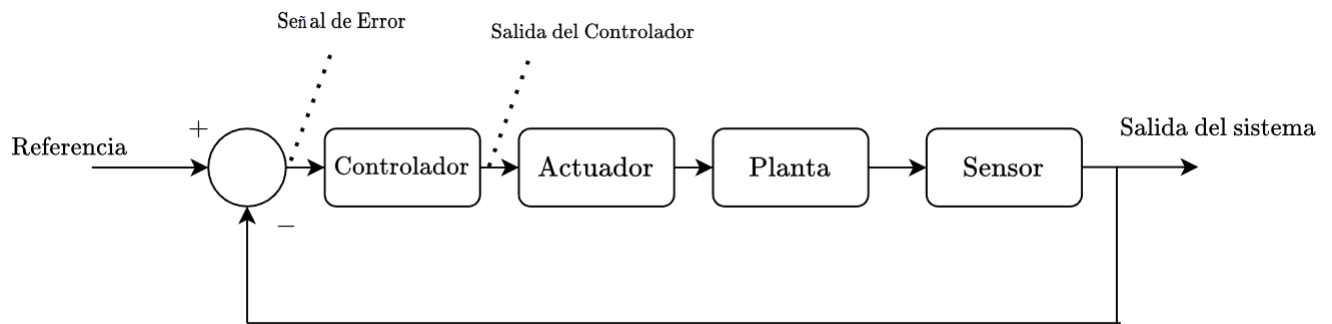 Señal de Error
Salida del Controlador
+
Referencia
Salida del sistema
Controlador
Actuador
Planta
Sensor
−